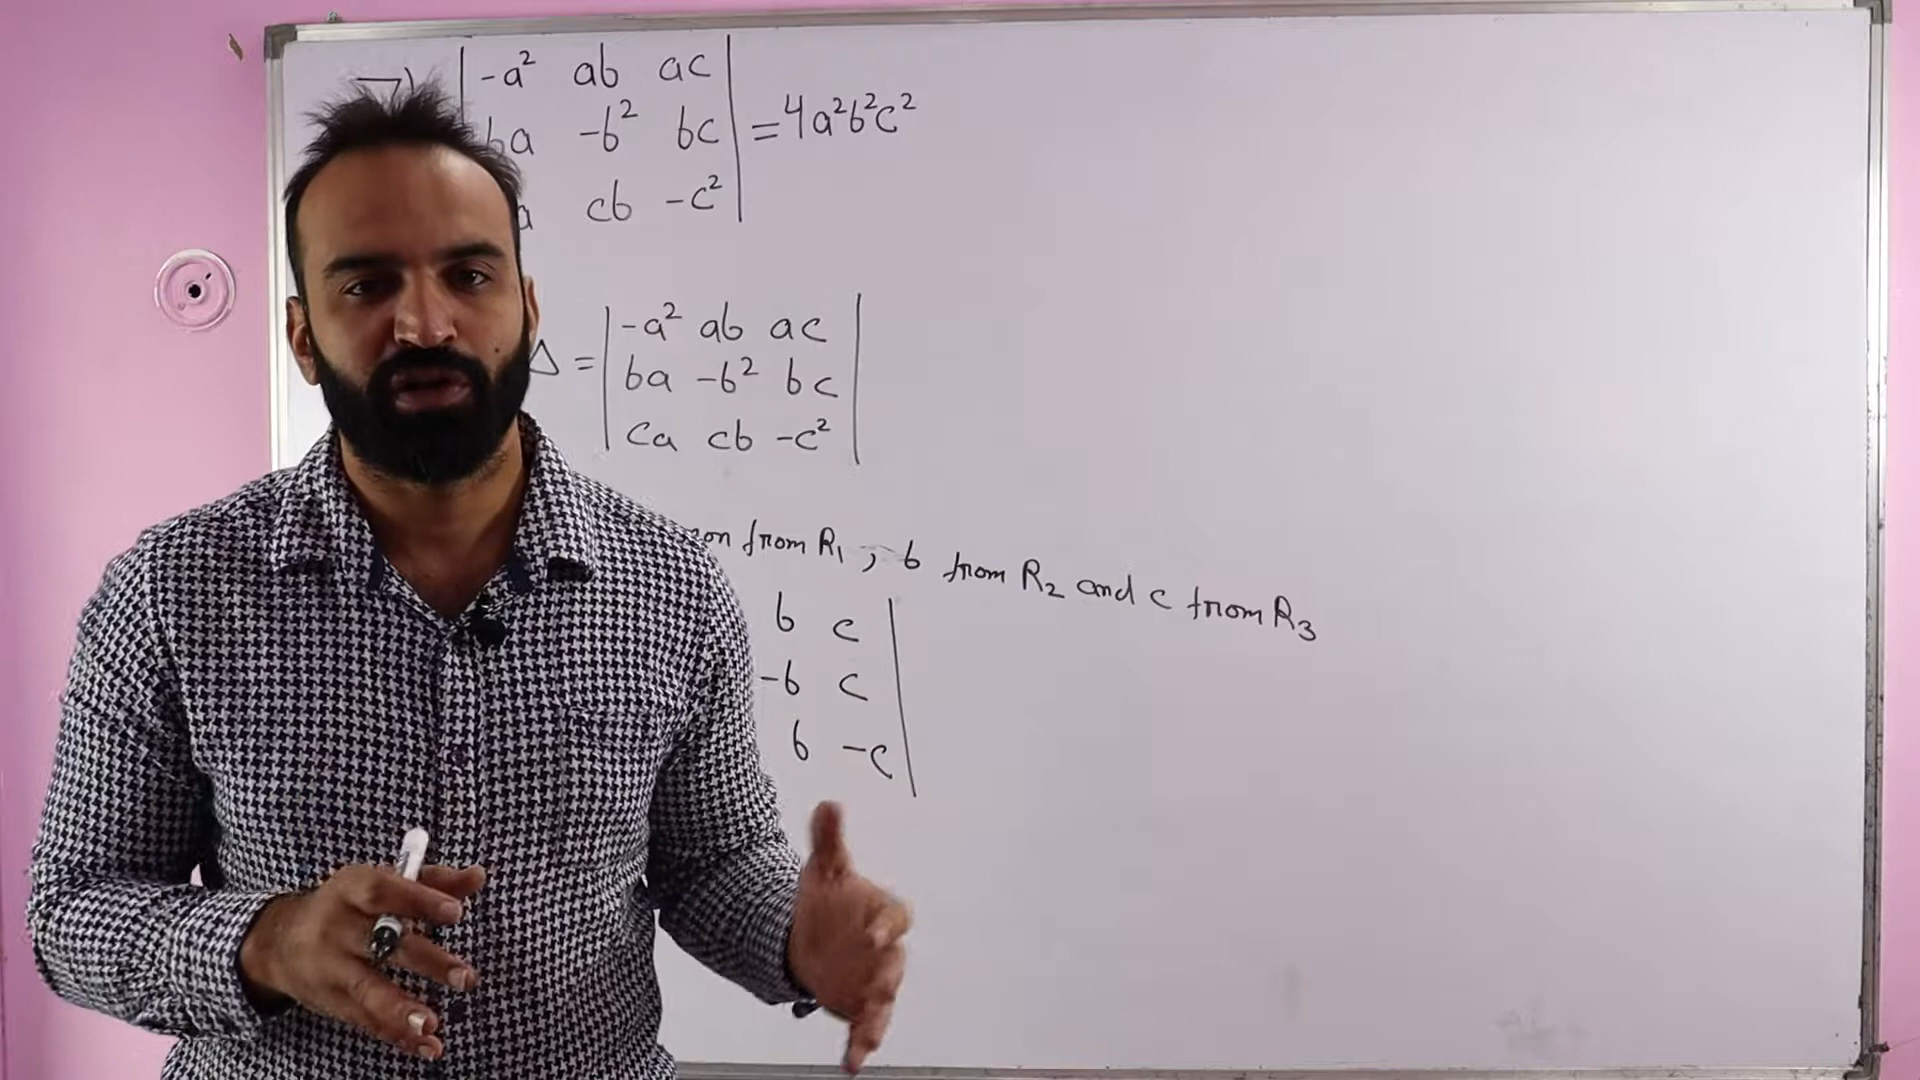 7) -a² ab ac
ba -b² bc = 4a²b²c²
a cb -c²
Δ = -a² ab ac
ba -b² bc
ca cb -c²
from R₁, b from R₂ and c from R₃
b c
-b c
b -c